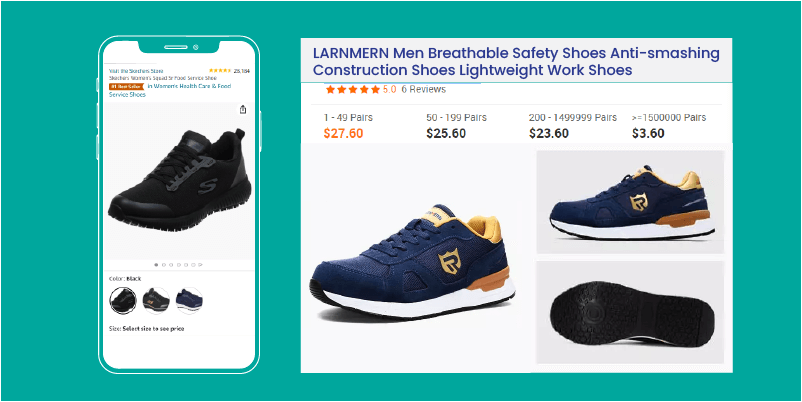 Visit the Skechers Store
23,184
Skechers Women's Squad Sr Food Service Shoe
#1 Best Seller in Women's Health Care & Food
Service Shoes
Color: Black
Size: Select size to see price
LARNMERN Men Breathable Safety Shoes Anti-smashing
Construction Shoes Lightweight Work Shoes
5.0 6 Reviews
1 - 49 Pairs
50 - 199 Pairs
200 - 1499999 Pairs
>=1500000 Pairs
$27.60
$25.60
$23.60
$3.60